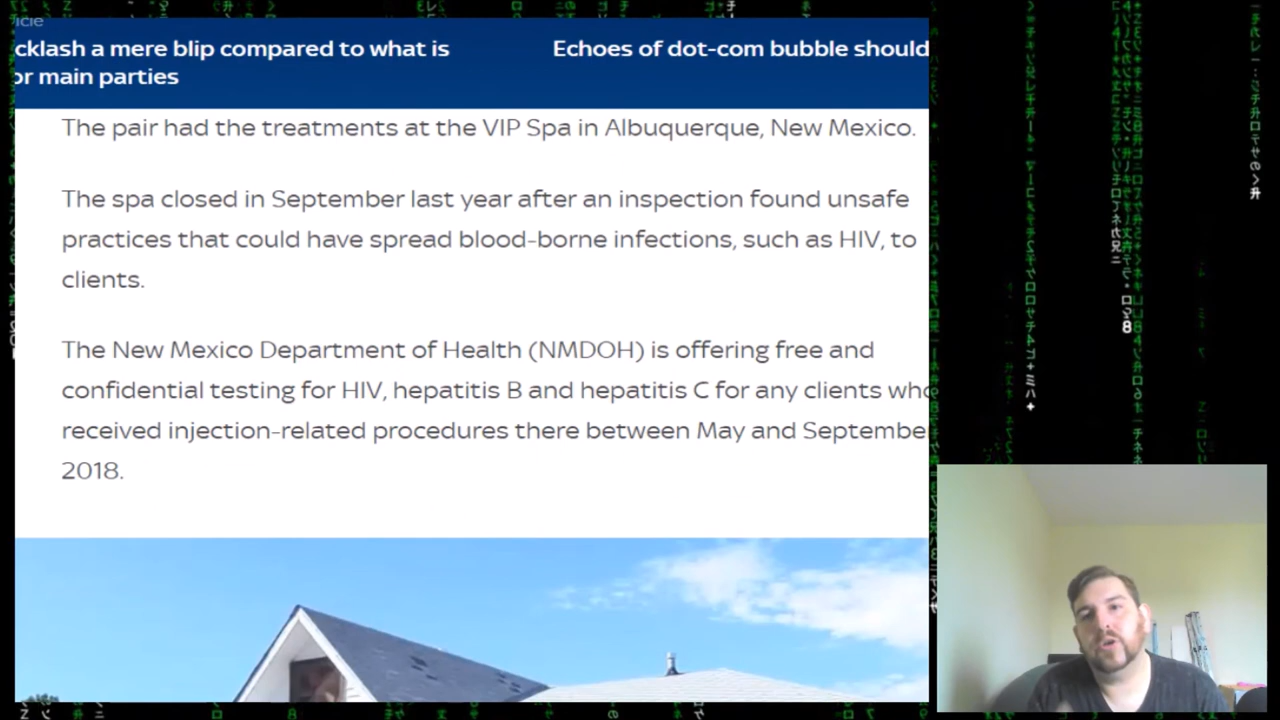 icle
cklash a mere blip compared to what is
or main parties
Echoes of dot-com bubble should
The pair had the treatments at the VIP Spa in Albuquerque, New Mexico.
The spa closed in September last year after an inspection found unsafe
practices that could have spread blood-borne infections, such as HIV, to
clients.
The New Mexico Department of Health (NMDOH) is offering free and
confidential testing for HIV, hepatitis B and hepatitis C for any clients who
received injection-related procedures there between May and Septembe
2018.